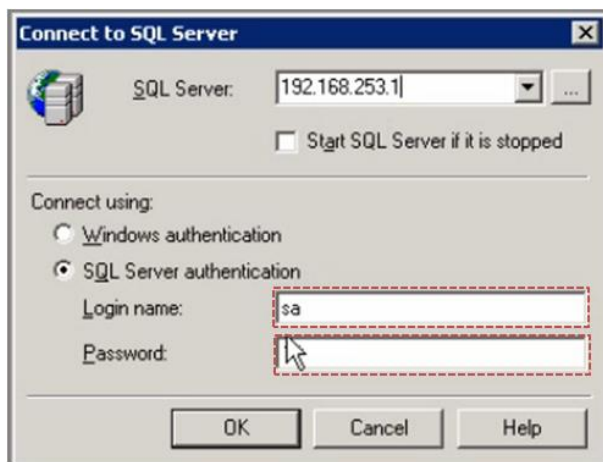 Connect to SQL Server
SQL Server: 192.168.253.1 ...
Start SQL Server if it is stopped
Connect using:
Windows authentication
SQL Server authentication
Login name: sa
Password:
OK Cancel Help